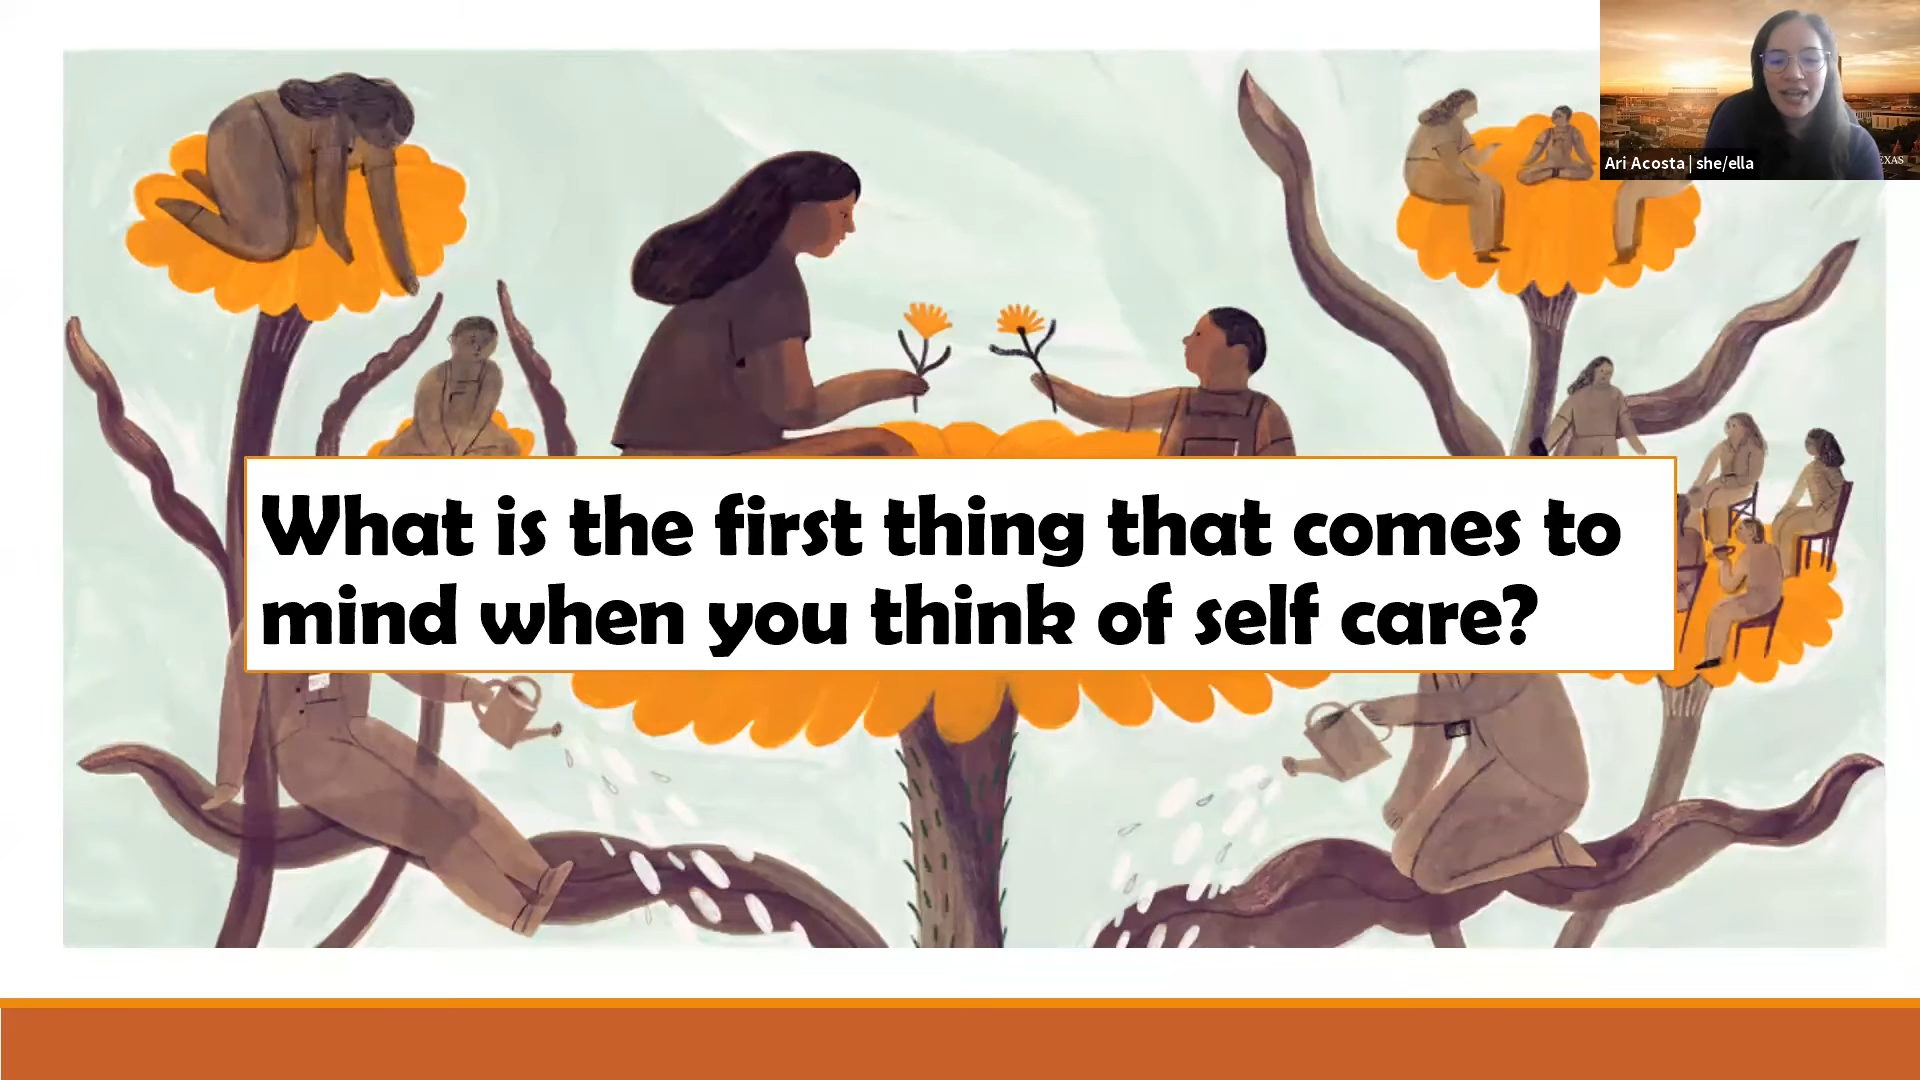 Ari Acosta | she/ella
EXAS
What is the first thing that comes to
mind when you think of self care?